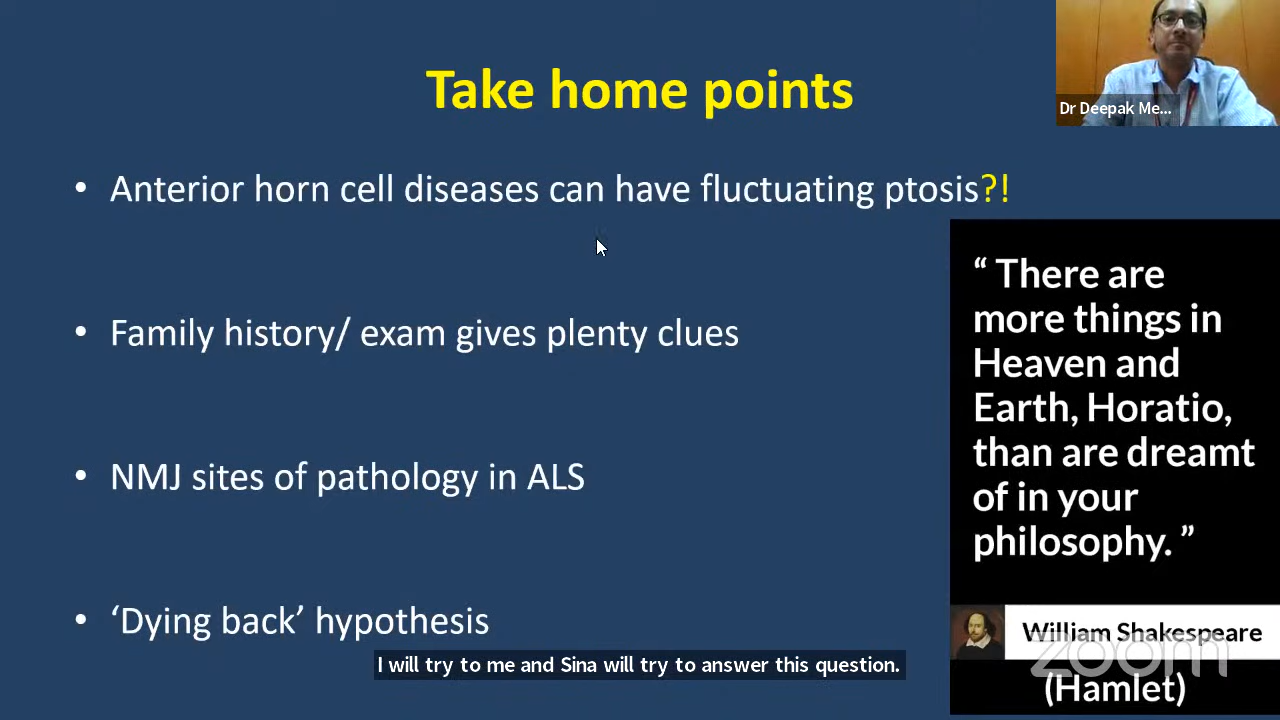 Take home points
Dr Deepak Me...
• Anterior horn cell diseases can have fluctuating ptosis?!
• Family history/ exam gives plenty clues
• NMJ sites of pathology in ALS
• ‘Dying back’ hypothesis
“ There are
more things in
Heaven and
Earth, Horatio,
than are dreamt
of in your
philosophy. ”
William Shakespeare
(Hamlet)
zoom
I will try to me and Sina will try to answer this question.